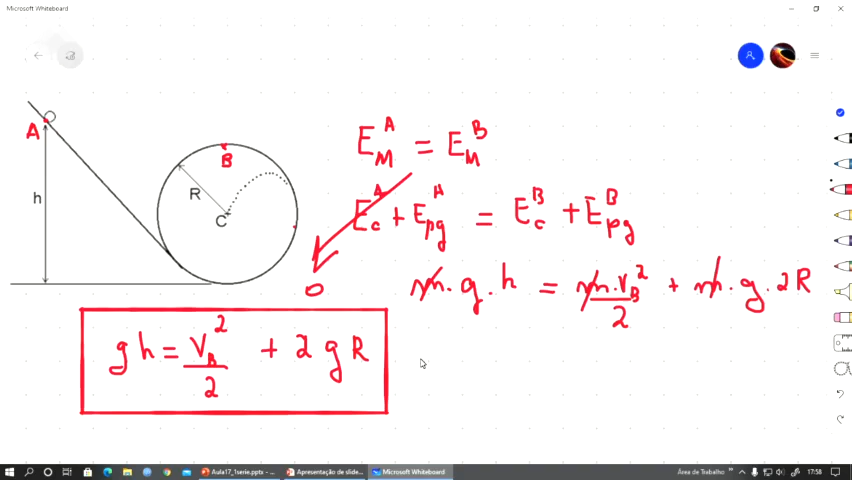 Microsoft Whiteboard
A
h
B
R
C
E_M^A = E_M^B
E_c^A + E_pg^A = E_c^B + E_pg^B
0
m.g.h = m.v_B^2/2 + m.g.2R
gh = v_B^2/2 + 2gR
Aula17_1serie.pptx - ...
Apresentação de slide...
Microsoft Whiteboard
Área de Trabalho
17:58